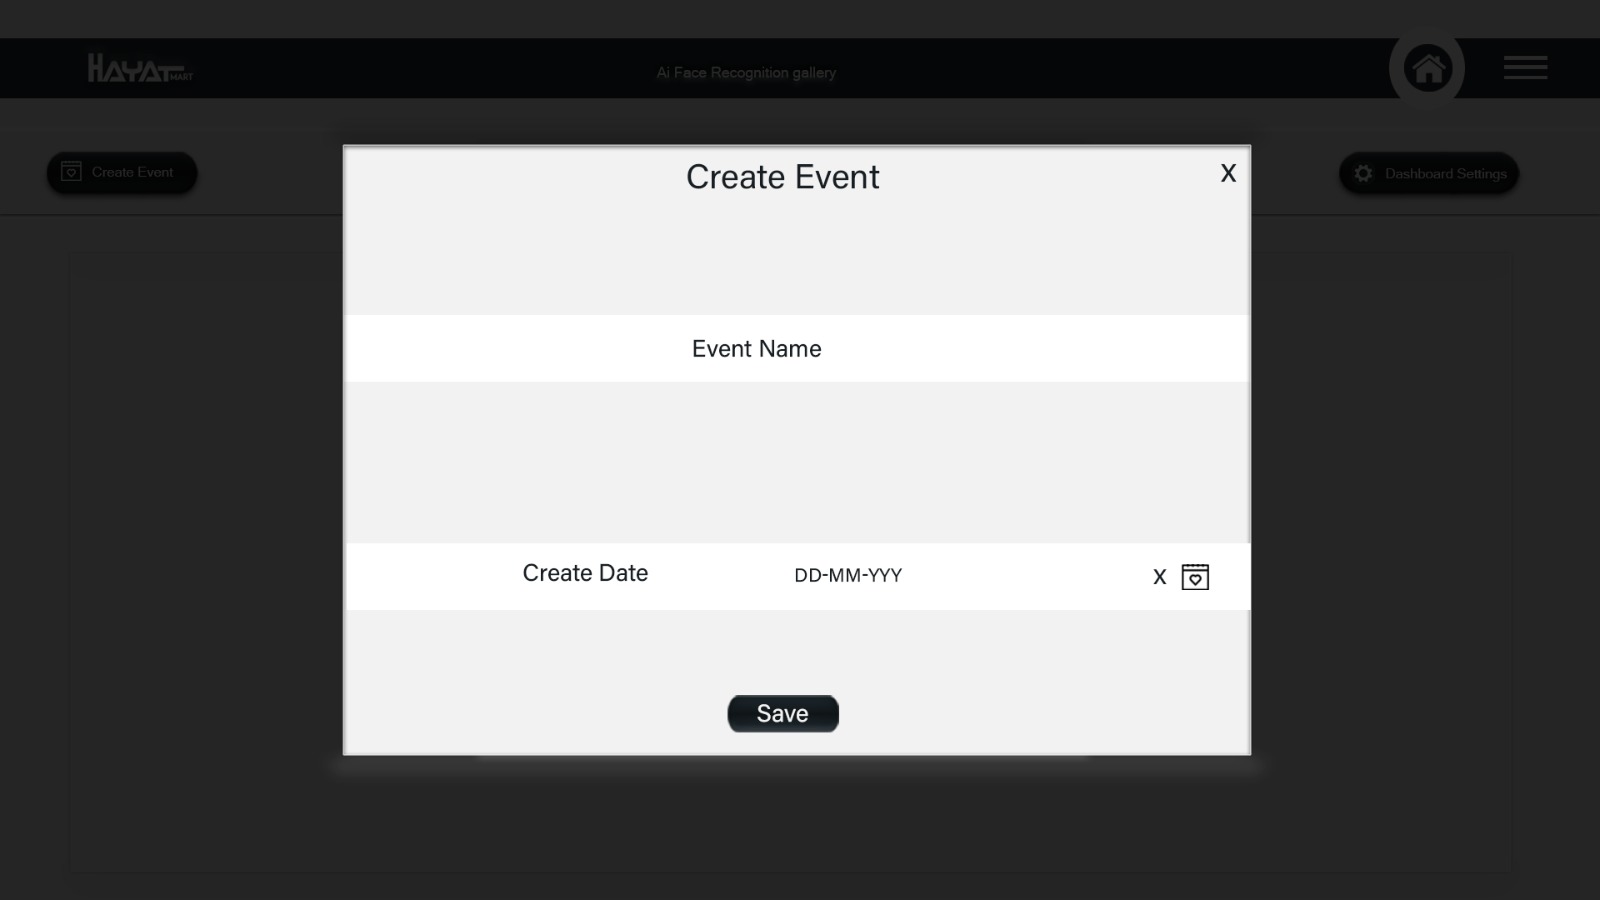 HAYAT MART
Ai Face Recognition gallery
Create Event
Dashboard Settings
Create Event
X
Event Name
Create Date
DD-MM-YYY
X
Save